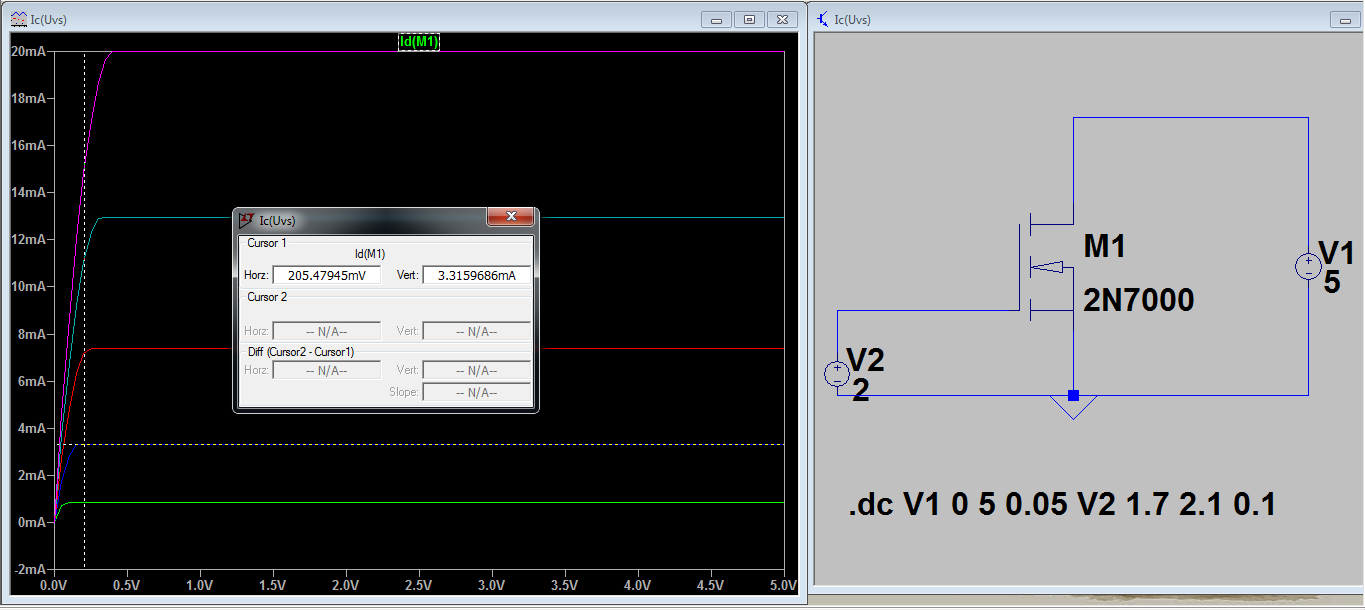 Ic(Uvs)
Id(M1)
20mA
18mA
16mA
14mA
12mA
10mA
8mA
6mA
4mA
2mA
0mA
-2mA
0.0V 0.5V 1.0V 1.5V 2.0V 2.5V 3.0V 3.5V 4.0V 4.5V 5.0V
Ic(Uvs)
Cursor 1
Id(M1)
Horz: 205.47945mV Vert: 3.3159686mA
Cursor 2
Horz: -- N/A-- Vert: -- N/A--
Diff (Cursor2 - Cursor1)
Horz: -- N/A-- Vert: -- N/A--
Slope: -- N/A--
Ic(Uvs)
M1
2N7000
V1
5
V2
2
.dc V1 0 5 0.05 V2 1.7 2.1 0.1